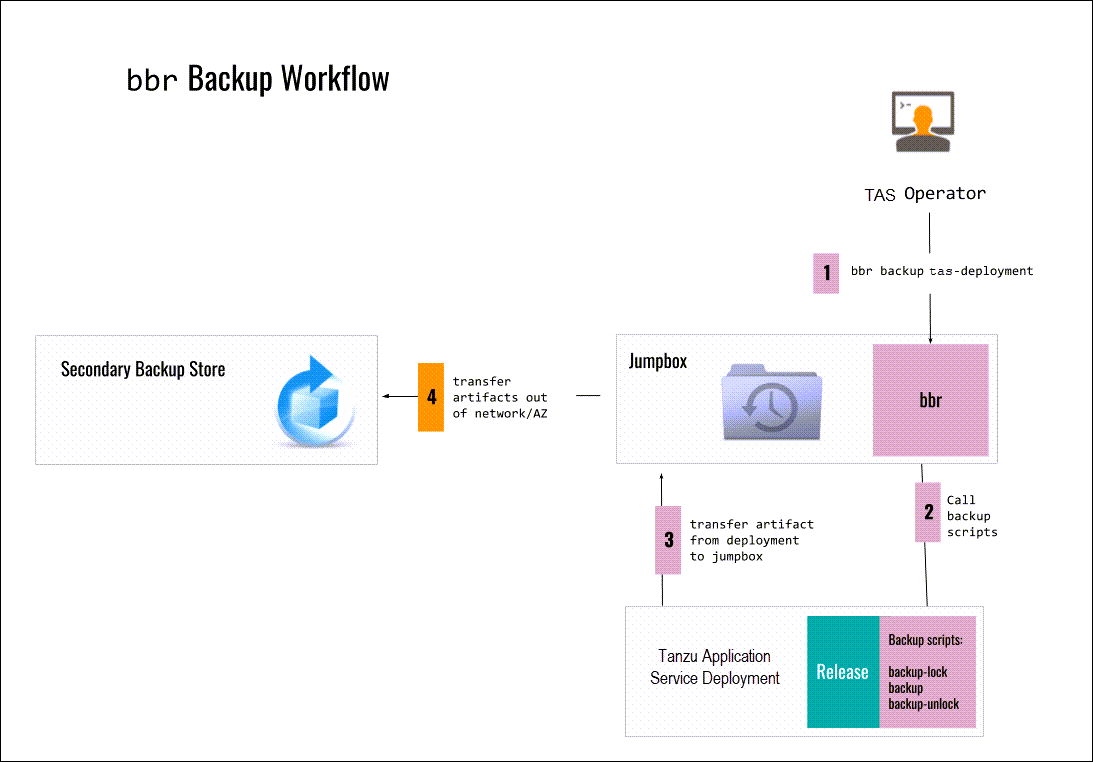 bbr Backup Workflow
TAS Operator
1
bbr backup tas-deployment
Secondary Backup Store
4
transfer
artifacts out
of network/AZ
Jumpbox
bbr
2
Call
backup
scripts
3
transfer artifact
from deployment
to jumpbox
Tanzu Application
Service Deployment
Release
Backup scripts:
backup-lock
backup
backup-unlock